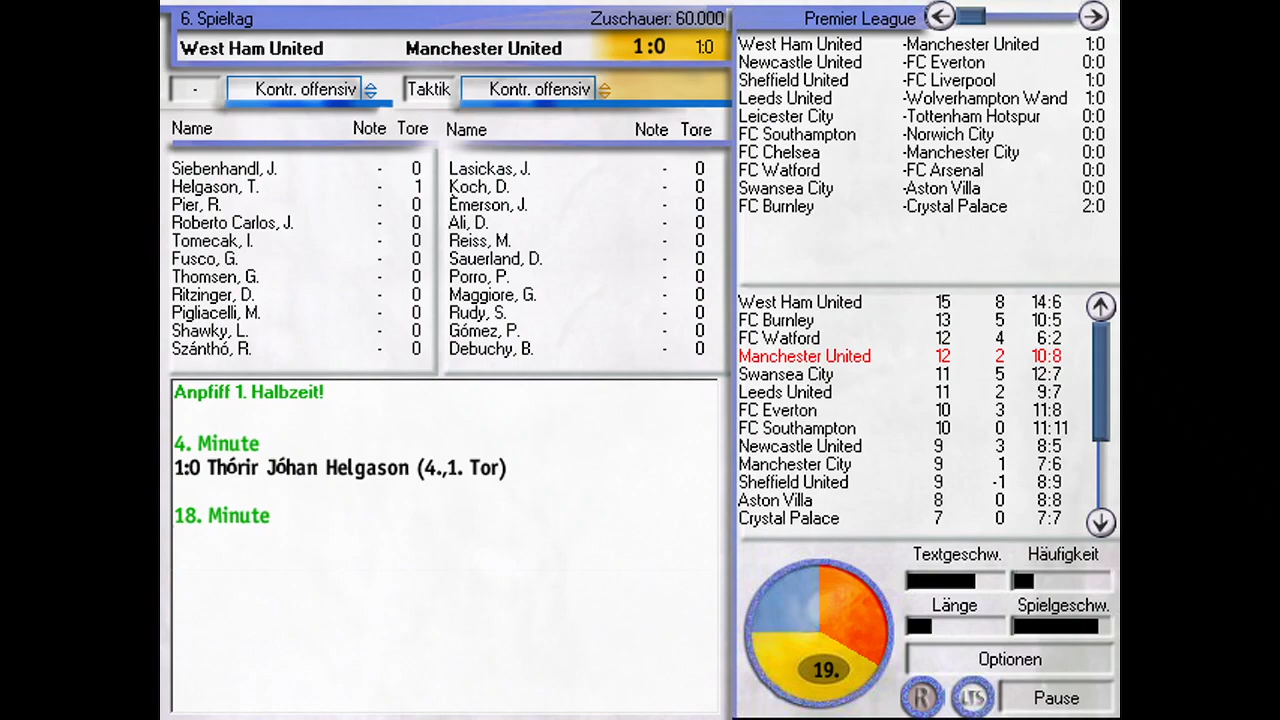 6. Spieltag Zuschauer: 60.000
West Ham United Manchester United 1:0 1:0
- Kontr. offensiv Taktik Kontr. offensiv
Name Note Tore Name Note Tore
Siebenhandl, J. - 0 Lasickas, J. - 0
Helgason, T. - 1 Koch, D. - 0
Pier, R. - 0 Èmerson, J. - 0
Roberto Carlos, J. - 0 Ali, D. - 0
Tomecak, I. - 0 Reiss, M. - 0
Fusco, G. - 0 Sauerland, D. - 0
Thomsen, G. - 0 Porro, P. - 0
Ritzinger, D. - 0 Maggiore, G. - 0
Pigliacelli, M. - 0 Rudy, S. - 0
Shawky, L. - 0 Gómez, P. - 0
Szánthó, R. - 0 Debuchy, B. - 0
Anpfiff 1. Halbzeit!
4. Minute
1:0 Thórir Jóhan Helgason (4.,1. Tor)
18. Minute
Premier League
West Ham United -Manchester United 1:0
Newcastle United -FC Everton 0:0
Sheffield United -FC Liverpool 1:0
Leeds United -Wolverhampton Wand 1:0
Leicester City -Tottenham Hotspur 0:0
FC Southampton -Norwich City 0:0
FC Chelsea -Manchester City 0:0
FC Watford -FC Arsenal 0:0
Swansea City -Aston Villa 0:0
FC Burnley -Crystal Palace 2:0
West Ham United 15 8 14:6
FC Burnley 13 5 10:5
FC Watford 12 4 6:2
Manchester United 12 2 10:8
Swansea City 11 5 12:7
Leeds United 11 2 9:7
FC Everton 10 3 11:8
FC Southampton 10 0 11:11
Newcastle United 9 3 8:5
Manchester City 9 1 7:6
Sheffield United 9 -1 8:9
Aston Villa 8 0 8:8
Crystal Palace 7 0 7:7
Textgeschw. Häufigkeit
Länge Spielgeschw.
19.
Optionen
R LTS Pause